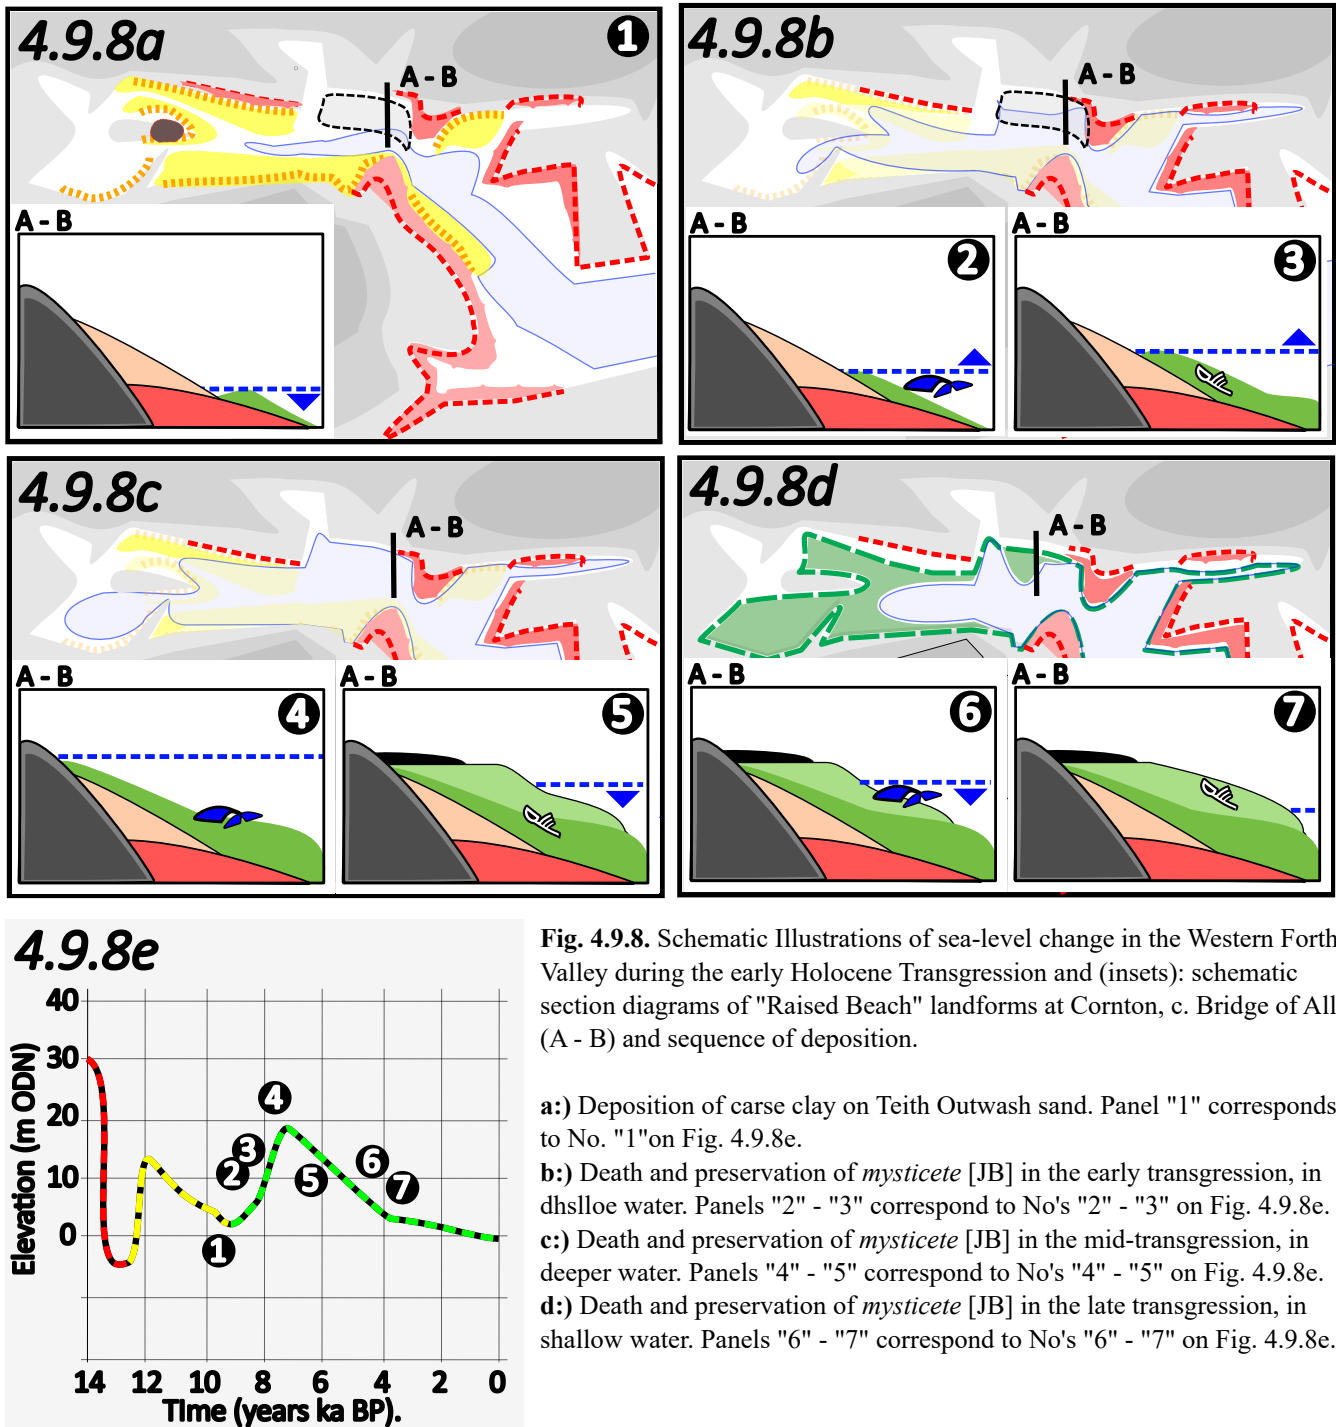 4.9.8a
1
A - B
A - B
4.9.8b
A - B
A - B
2
A - B
3
4.9.8c
A - B
A - B
4
5
4.9.8d
A - B
A - B
6
A - B
7
4.9.8e
40
30
20
10
0
Elevation (m ODN)
4
3
2
1
5
6
7
14 12 10 8 6 4 2 0
Time (years ka BP).
Fig. 4.9.8. Schematic Illustrations of sea-level change in the Western Forth
Valley during the early Holocene Transgression and (insets): schematic
section diagrams of "Raised Beach" landforms at Cornton, c. Bridge of All
(A - B) and sequence of deposition.
a:) Deposition of carse clay on Teith Outwash sand. Panel "1" corresponds
to No. "1"on Fig. 4.9.8e.
b:) Death and preservation of mysticete [JB] in the early transgression, in
dhslloe water. Panels "2" - "3" correspond to No's "2" - "3" on Fig. 4.9.8e.
c:) Death and preservation of mysticete [JB] in the mid-transgression, in
deeper water. Panels "4" - "5" correspond to No's "4" - "5" on Fig. 4.9.8e.
d:) Death and preservation of mysticete [JB] in the late transgression, in
shallow water. Panels "6" - "7" correspond to No's "6" - "7" on Fig. 4.9.8e.